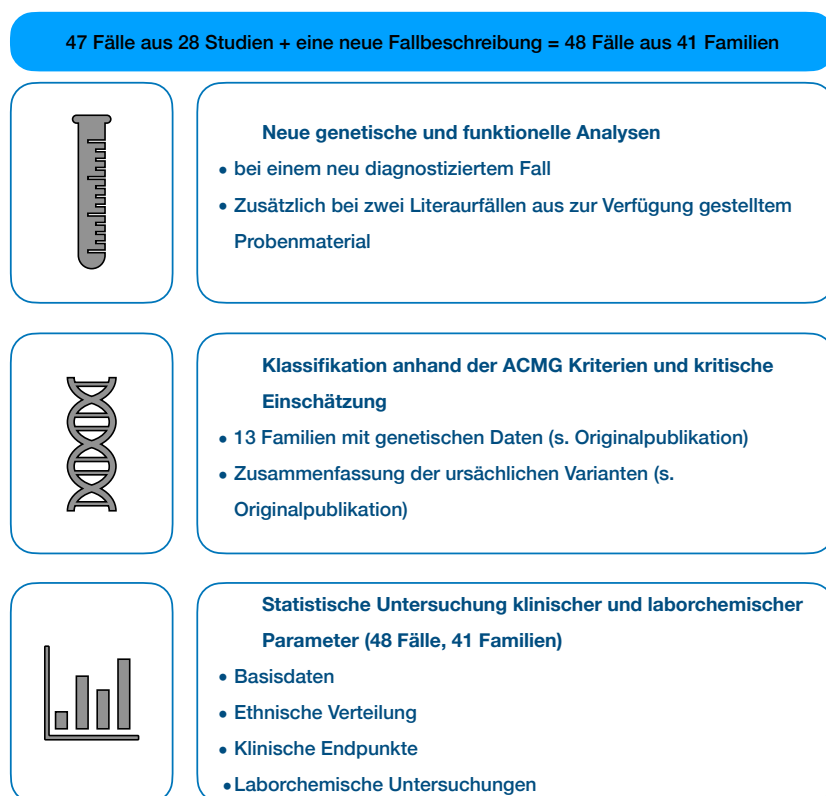 47 Fälle aus 28 Studien + eine neue Fallbeschreibung = 48 Fälle aus 41 Familien
Neue genetische und funktionelle Analysen
• bei einem neu diagnostiziertem Fall
• Zusätzlich bei zwei Literaurfällen aus zur Verfügung gestelltem
Probenmaterial
Klassifikation anhand der ACMG Kriterien und kritische
Einschätzung
• 13 Familien mit genetischen Daten (s. Originalpublikation)
• Zusammenfassung der ursächlichen Varianten (s.
Originalpublikation)
Statistische Untersuchung klinischer und laborchemischer
Parameter (48 Fälle, 41 Familien)
• Basisdaten
• Ethnische Verteilung
• Klinische Endpunkte
• Laborchemische Untersuchungen